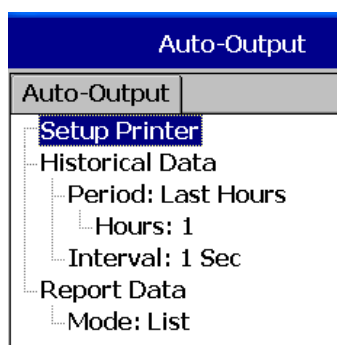 Auto-Output
Auto-Output
Setup Printer
Historical Data
Period: Last Hours
Hours: 1
Interval: 1 Sec
Report Data
Mode: List